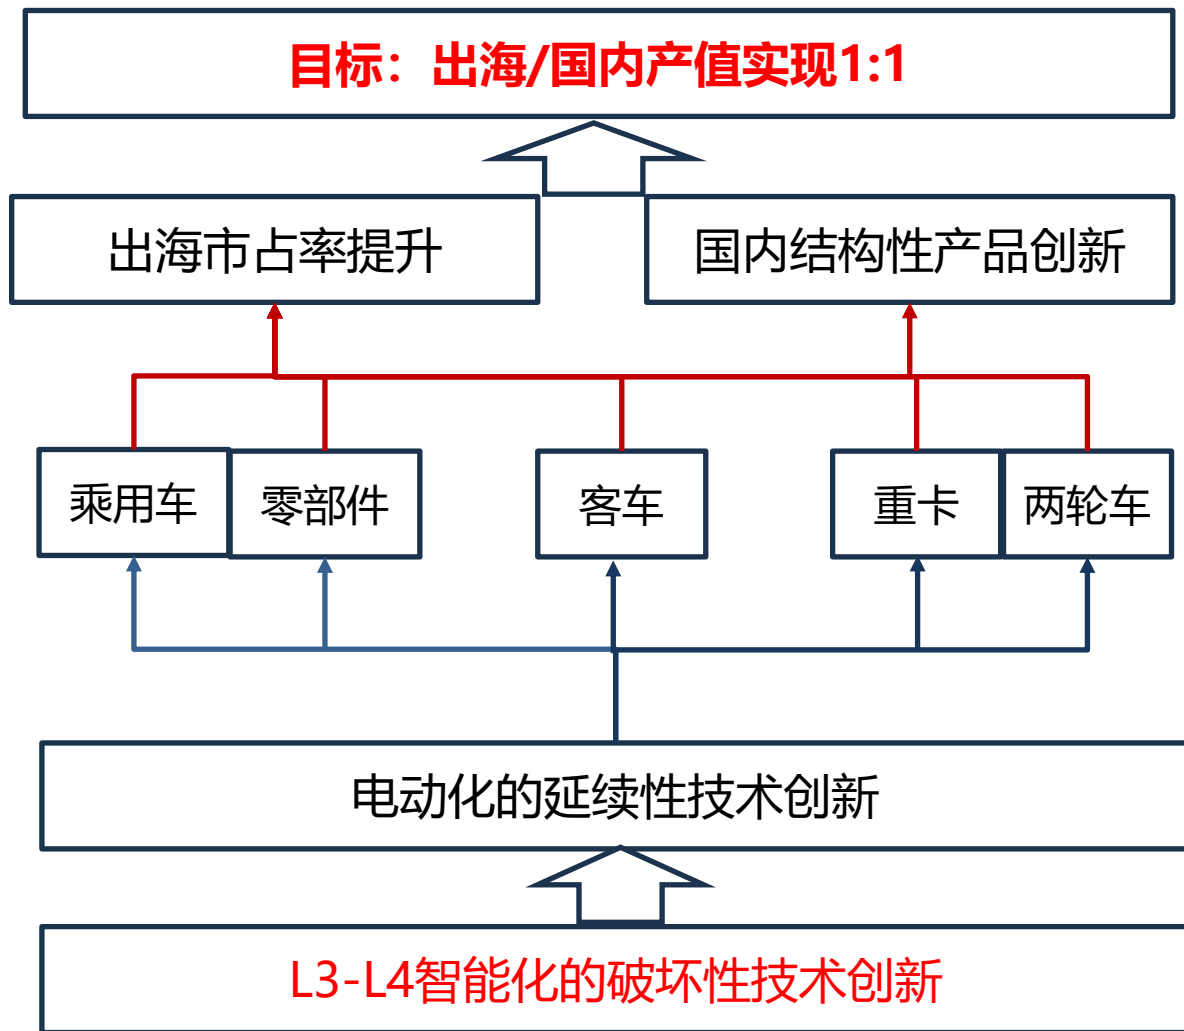 目标：出海/国内产值实现1:1
出海市占率提升
国内结构性产品创新
乘用车
零部件
客车
重卡
两轮车
电动化的延续性技术创新
L3-L4智能化的破坏性技术创新